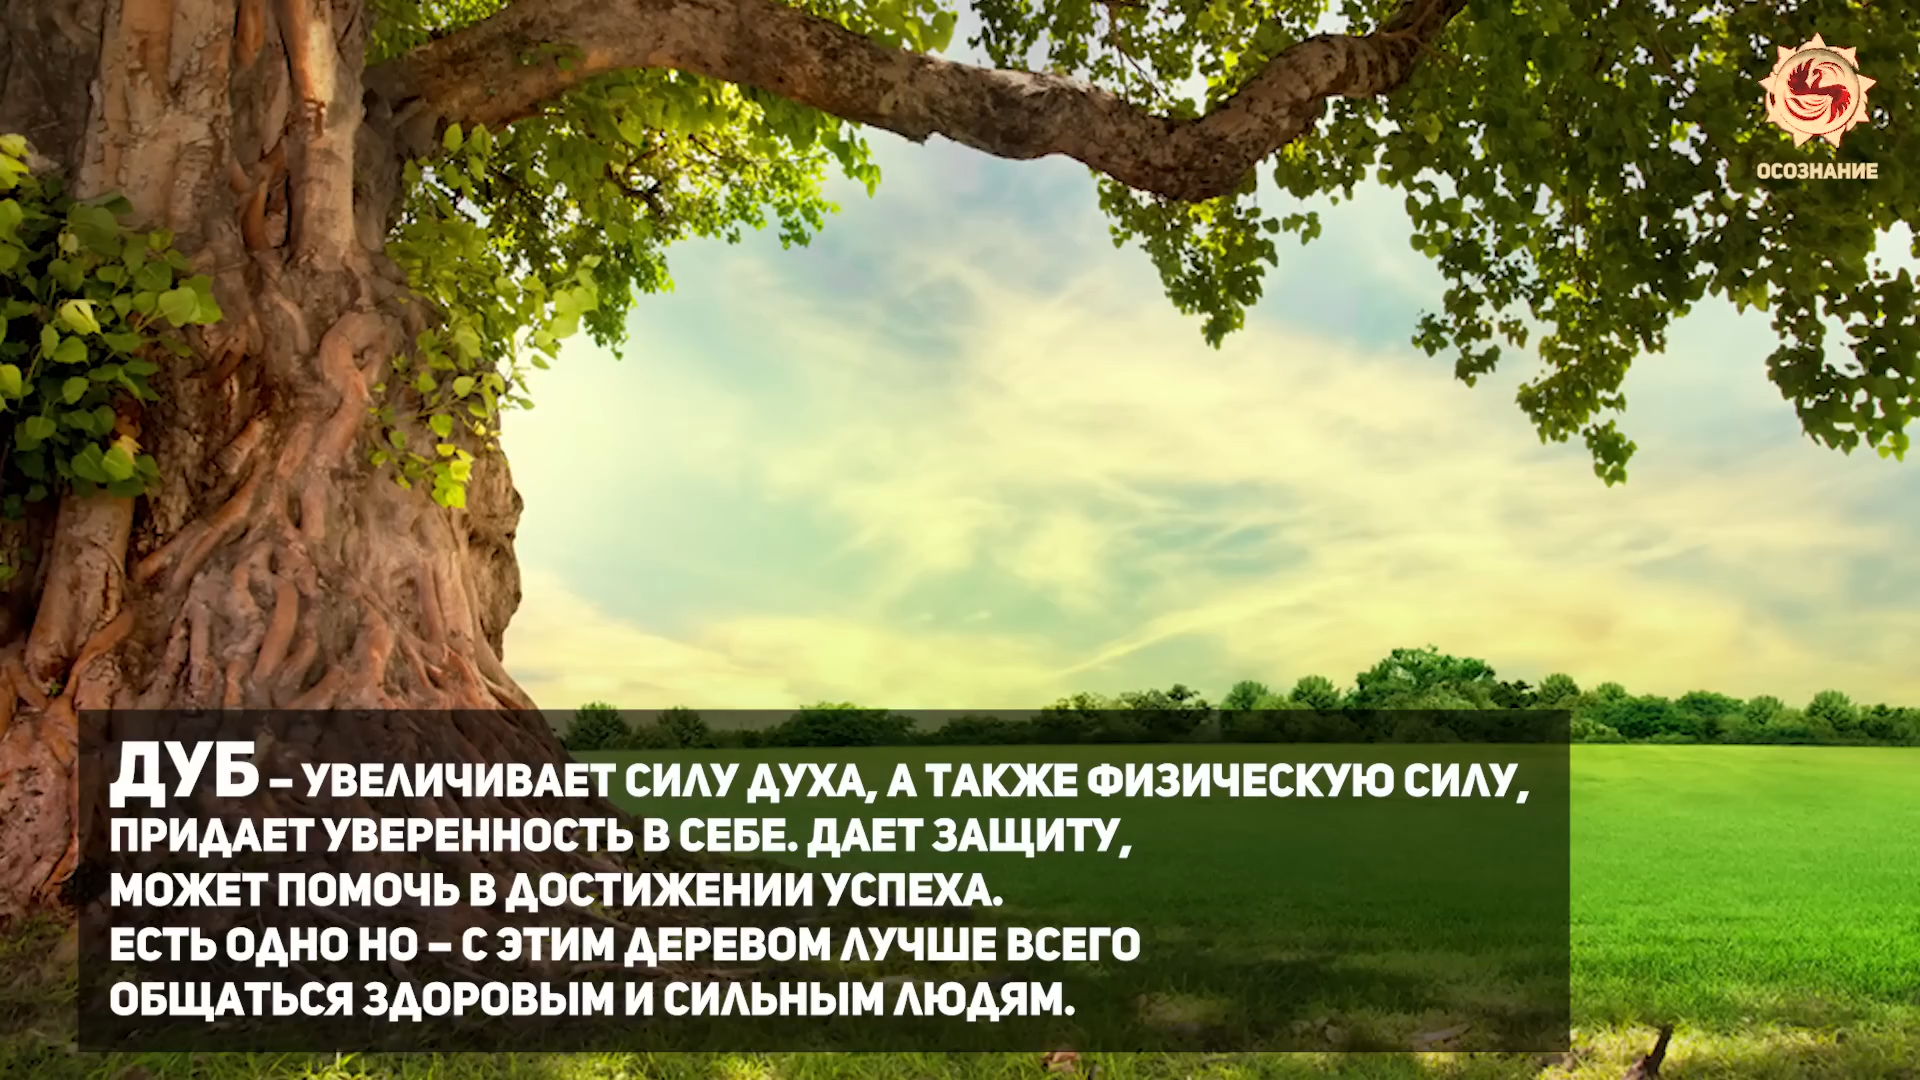 ОСОЗНАНИЕ
ДУБ – УВЕЛИЧИВАЕТ СИЛУ ДУХА, А ТАКЖЕ ФИЗИЧЕСКУЮ СИЛУ,
ПРИДАЕТ УВЕРЕННОСТЬ В СЕБЕ. ДАЕТ ЗАЩИТУ,
МОЖЕТ ПОМОЧЬ В ДОСТИЖЕНИИ УСПЕХА.
ЕСТЬ ОДНО НО – С ЭТИМ ДЕРЕВОМ ЛУЧШЕ ВСЕГО
ОБЩАТЬСЯ ЗДОРОВЫМ И СИЛЬНЫМ ЛЮДЯМ.